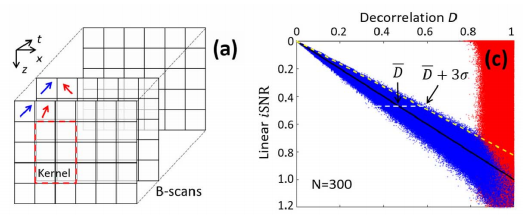 t
x
z
(a)
Kernel
B-scans
Decorrelation D
0 0.2 0.4 0.6 0.8 1
Linear iSNR
0
0.2
0.4
0.6
0.8
1.0
1.2
(c)
D̅
D̅ + 3σ
N=300